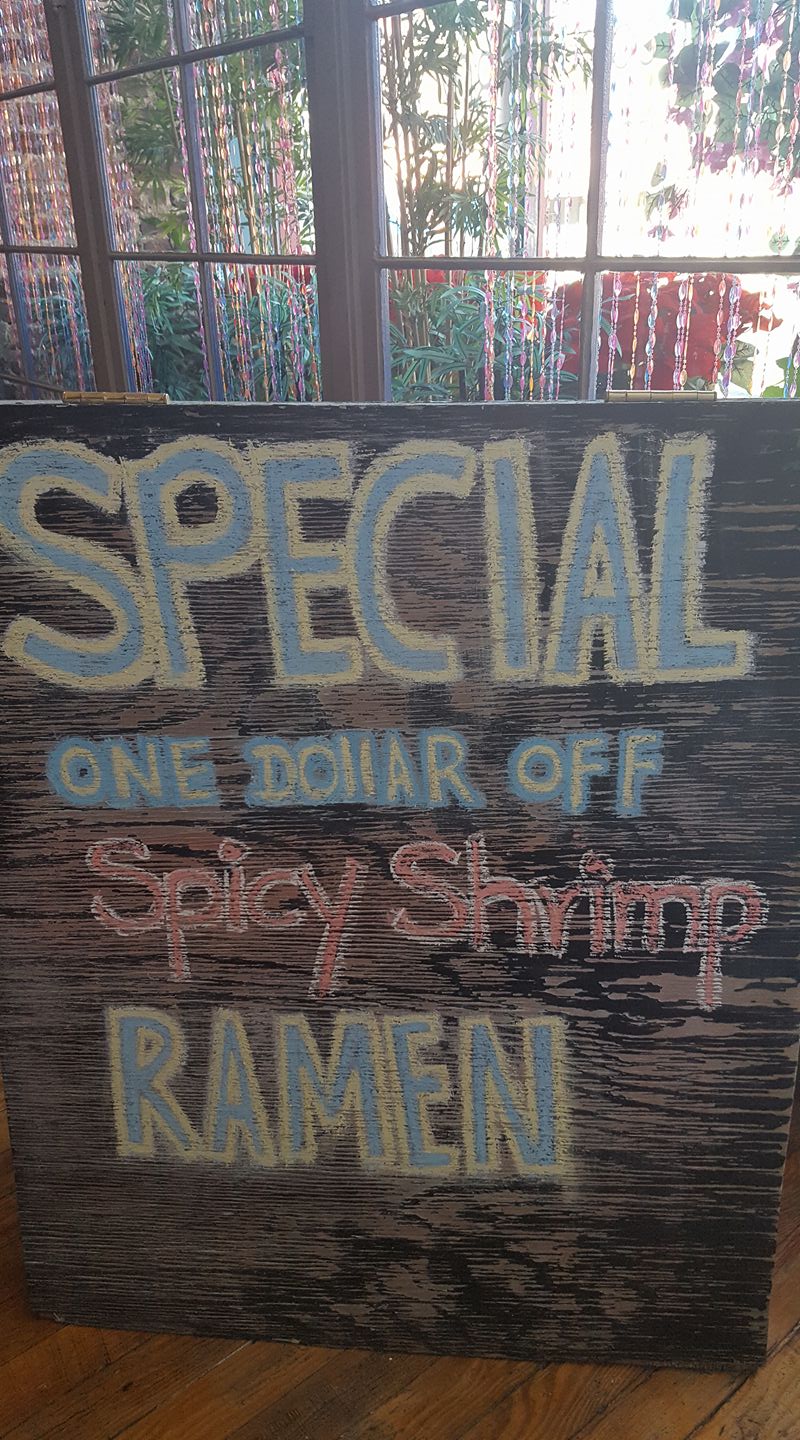 SPECIAL
ONE DOllAR OFF
Spicy Shrimp
RAMEN